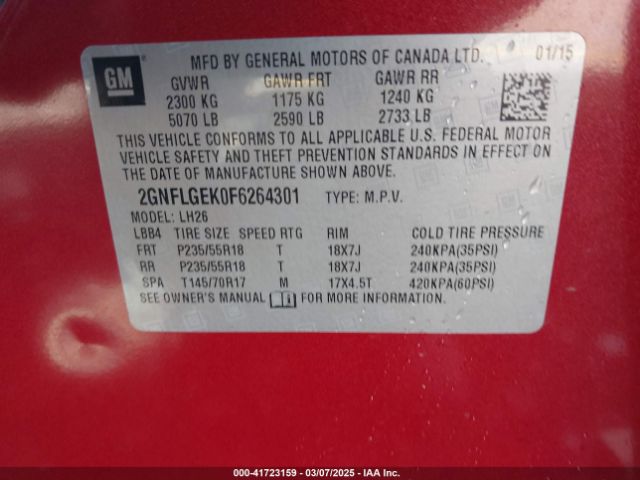 GM
MFD BY GENERAL MOTORS OF CANADA LTD. 01/15
GVWR GAWR FRT GAWR RR
2300 KG 1175 KG 1240 KG
5070 LB 2590 LB 2733 LB
THIS VEHICLE CONFORMS TO ALL APPLICABLE U.S. FEDERAL MOTOR
VEHICLE SAFETY AND THEFT PREVENTION STANDARDS IN EFFECT ON
THE DATE OF MANUFACTURE SHOWN ABOVE.
2GNFLGEK0F6264301 TYPE: M.P.V.
MODEL: LH26
LBB4 TIRE SIZE SPEED RTG RIM COLD TIRE PRESSURE
FRT P235/55R18 T 18X7J 240KPA(35PSI)
RR P235/55R18 T 18X7J 240KPA(35PSI)
SPA T145/70R17 M 17X4.5T 420KPA(60PSI)
SEE OWNER'S MANUAL FOR MORE INFORMATION
000-41723159 - 03/07/2025 - IAA Inc.